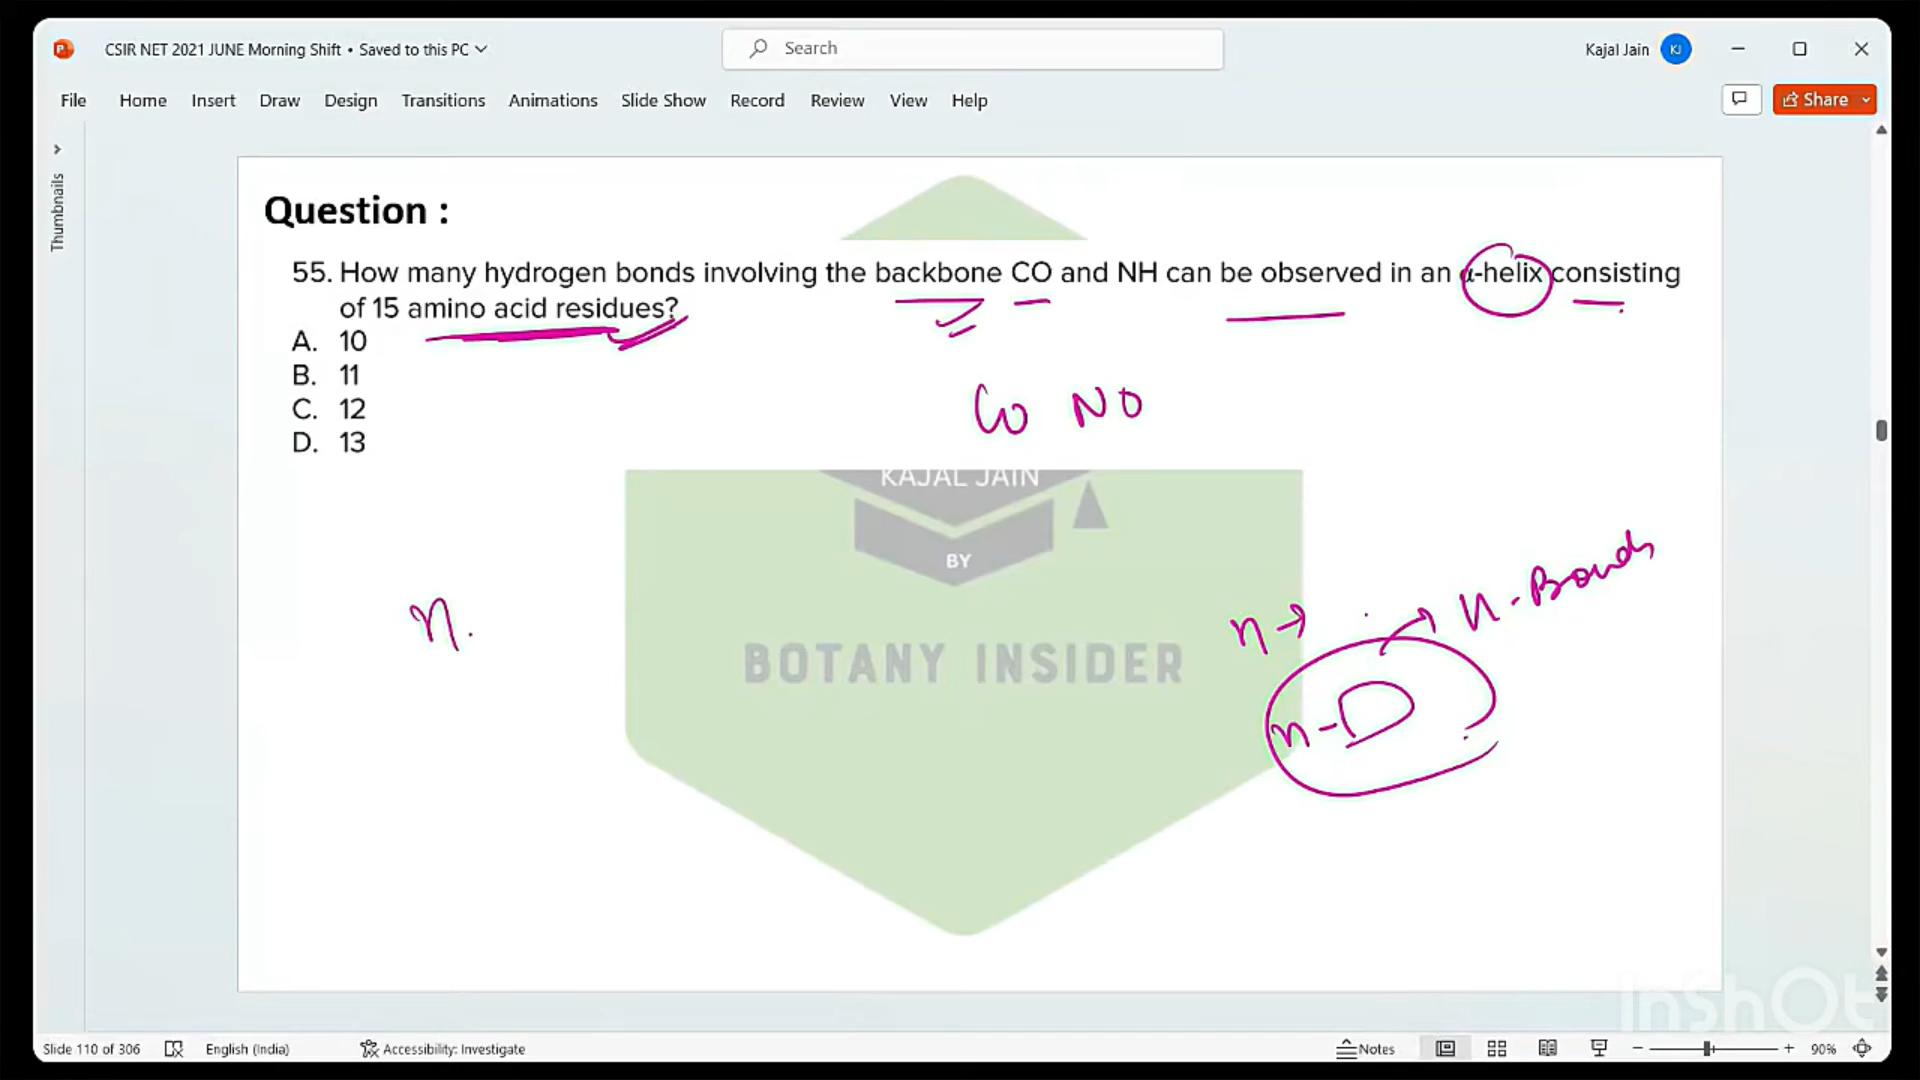 CSIR NET 2021 JUNE Morning Shift • Saved to this PC
Search
Kajal Jain KJ
File Home Insert Draw Design Transitions Animations Slide Show Record Review View Help
Share
Thumbnails
Question :
55. How many hydrogen bonds involving the backbone CO and NH can be observed in an α-helix consisting
of 15 amino acid residues?
A. 10
B. 11
C. 12
D. 13
CO NO
KAJAL JAIN
BY
BOTANY INSIDER
n.
n → H-Bonds
n-D
InShOt
Slide 110 of 306 English (India) Accessibility: Investigate Notes 90%